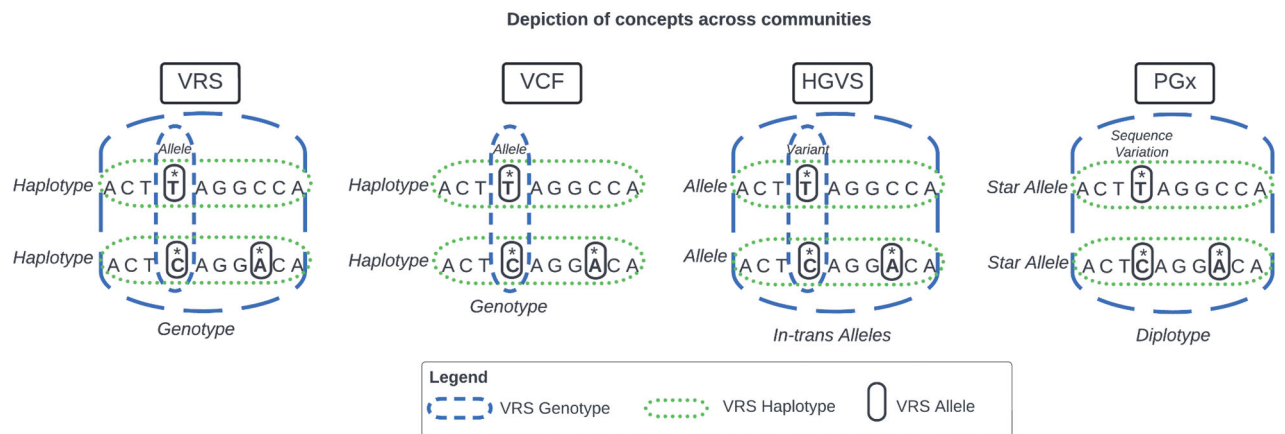 Depiction of concepts across communities
VRS
Allele
*
Haplotype A C T T A G G C C A
* *
Haplotype A C T C A G G A C A
Genotype
VCF
Allele
*
Haplotype A C T T A G G C C A
* *
Haplotype A C T C A G G A C A
Genotype
HGVS
Variant
*
Allele A C T T A G G C C A
* *
Allele A C T C A G G A C A
In-trans Alleles
PGx
Sequence
Variation
*
Star Allele A C T T A G G C C A
* *
Star Allele A C T C A G G A C A
Diplotype
Legend
VRS Genotype VRS Haplotype VRS Allele